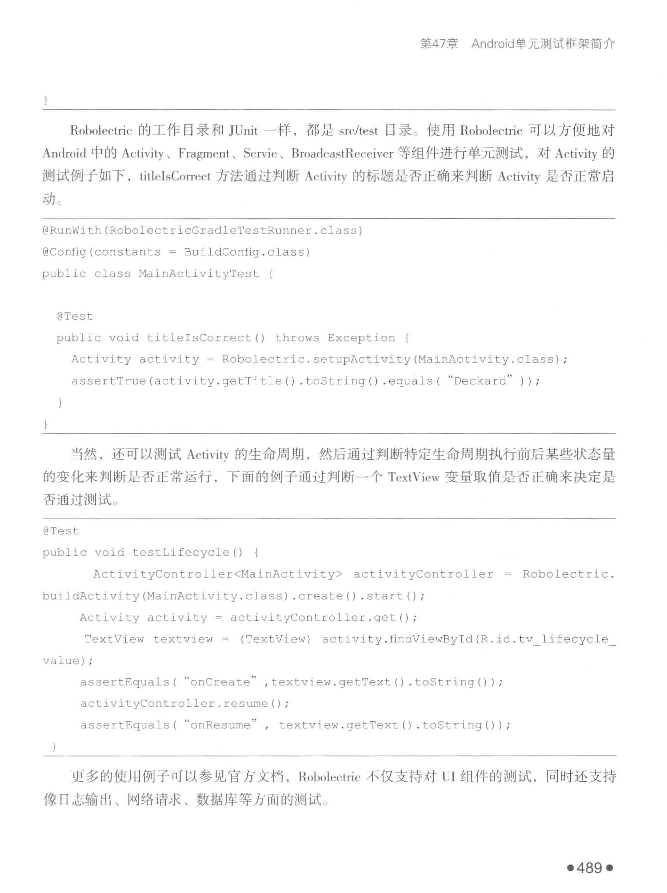 第47章 Android单元测试框架简介
}
Robolectric 的工作目录和 JUnit 一样，都是 src/test 目录。使用 Robolectric 可以方便地对
Android 中的 Activity、Fragment、Servie、BroadcastReceiver 等组件进行单元测试，对 Activity 的
测试例子如下，titleIsCorrect 方法通过判断 Activity 的标题是否正确来判断 Activity 是否正常启
动。
@RunWith(RobolectricGradleTestRunner.class)
@Config(constants = BuildConfig.class)
public class MainActivityTest {
@Test
public void titleIsCorrect() throws Exception {
Activity activity = Robolectric.setupActivity(MainActivity.class);
assertTrue(activity.getTitle().toString().equals( “Deckard” ));
}
}
当然，还可以测试 Activity 的生命周期，然后通过判断特定生命周期执行前后某些状态量
的变化来判断是否正常运行，下面的例子通过判断一个 TextView 变量取值是否正确来决定是
否通过测试。
@Test
public void testLifecycle() {
ActivityController<MainActivity> activityController = Robolectric.
buildActivity(MainActivity.class).create().start();
Activity activity = activityController.get();
TextView textview = (TextView) activity.findViewById(R.id.tv_lifecycle_
value);
assertEquals( “onCreate” ,textview.getText().toString());
activityController.resume();
assertEquals( “onResume” , textview.getText().toString());
}
更多的使用例子可以参见官方文档，Robolectric 不仅支持对 UI 组件的测试，同时还支持
像日志输出、网络请求、数据库等方面的测试。
●489●